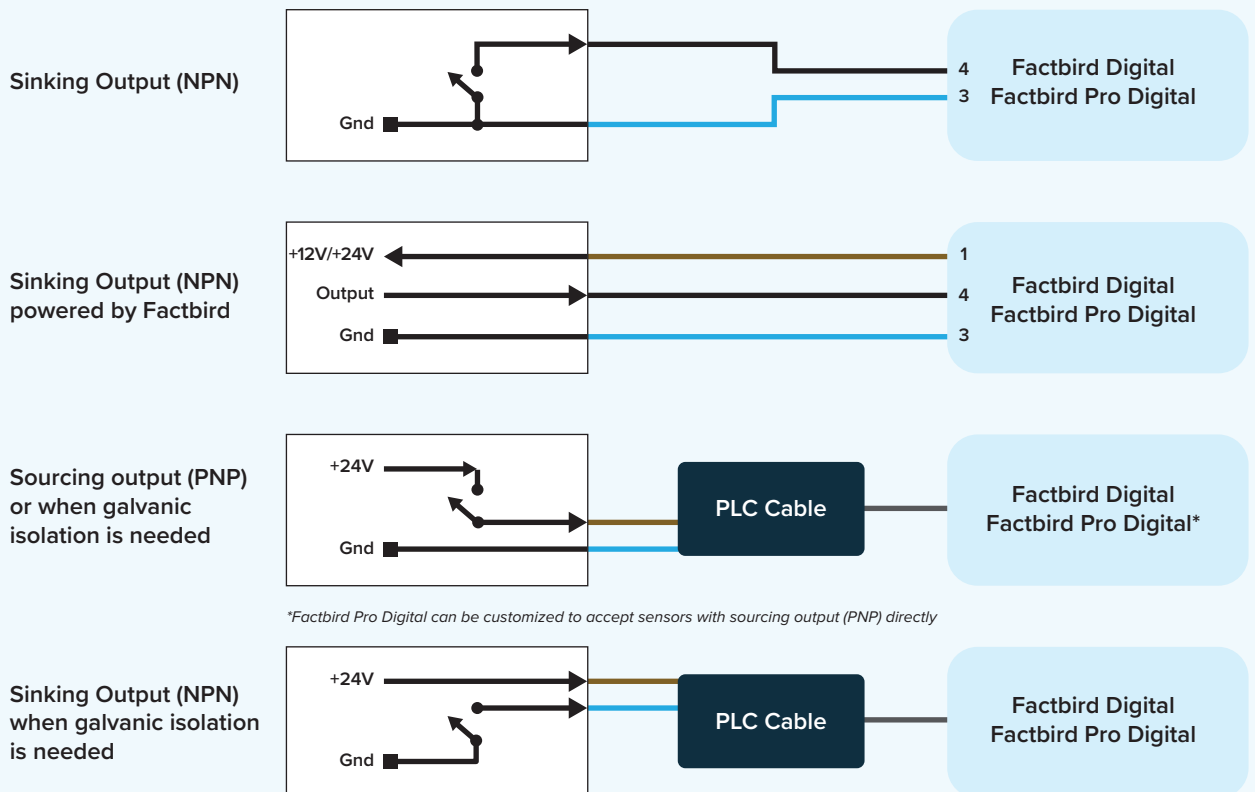 Sinking Output (NPN)
Gnd
4
3
Factbird Digital
Factbird Pro Digital
Sinking Output (NPN)
powered by Factbird
+12V/+24V
Output
Gnd
1
4
3
Factbird Digital
Factbird Pro Digital
Sourcing output (PNP)
or when galvanic
isolation is needed
+24V
Gnd
PLC Cable
Factbird Digital
Factbird Pro Digital*
*Factbird Pro Digital can be customized to accept sensors with sourcing output (PNP) directly
Sinking Output (NPN)
when galvanic isolation
is needed
+24V
Gnd
PLC Cable
Factbird Digital
Factbird Pro Digital